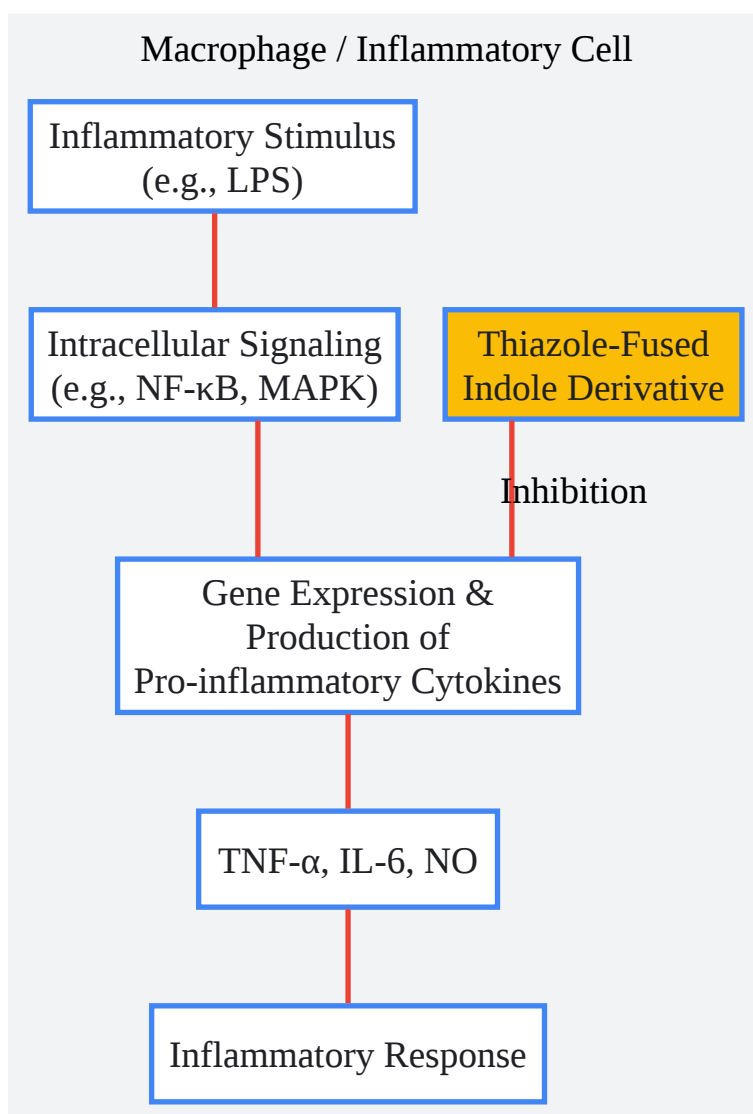 Macrophage / Inflammatory Cell
Inflammatory Stimulus
(e.g., LPS)
Intracellular Signaling
(e.g., NF-κB, MAPK)
Thiazole-Fused
Indole Derivative
Inhibition
Gene Expression &
Production of
Pro-inflammatory Cytokines
TNF-α, IL-6, NO
Inflammatory Response